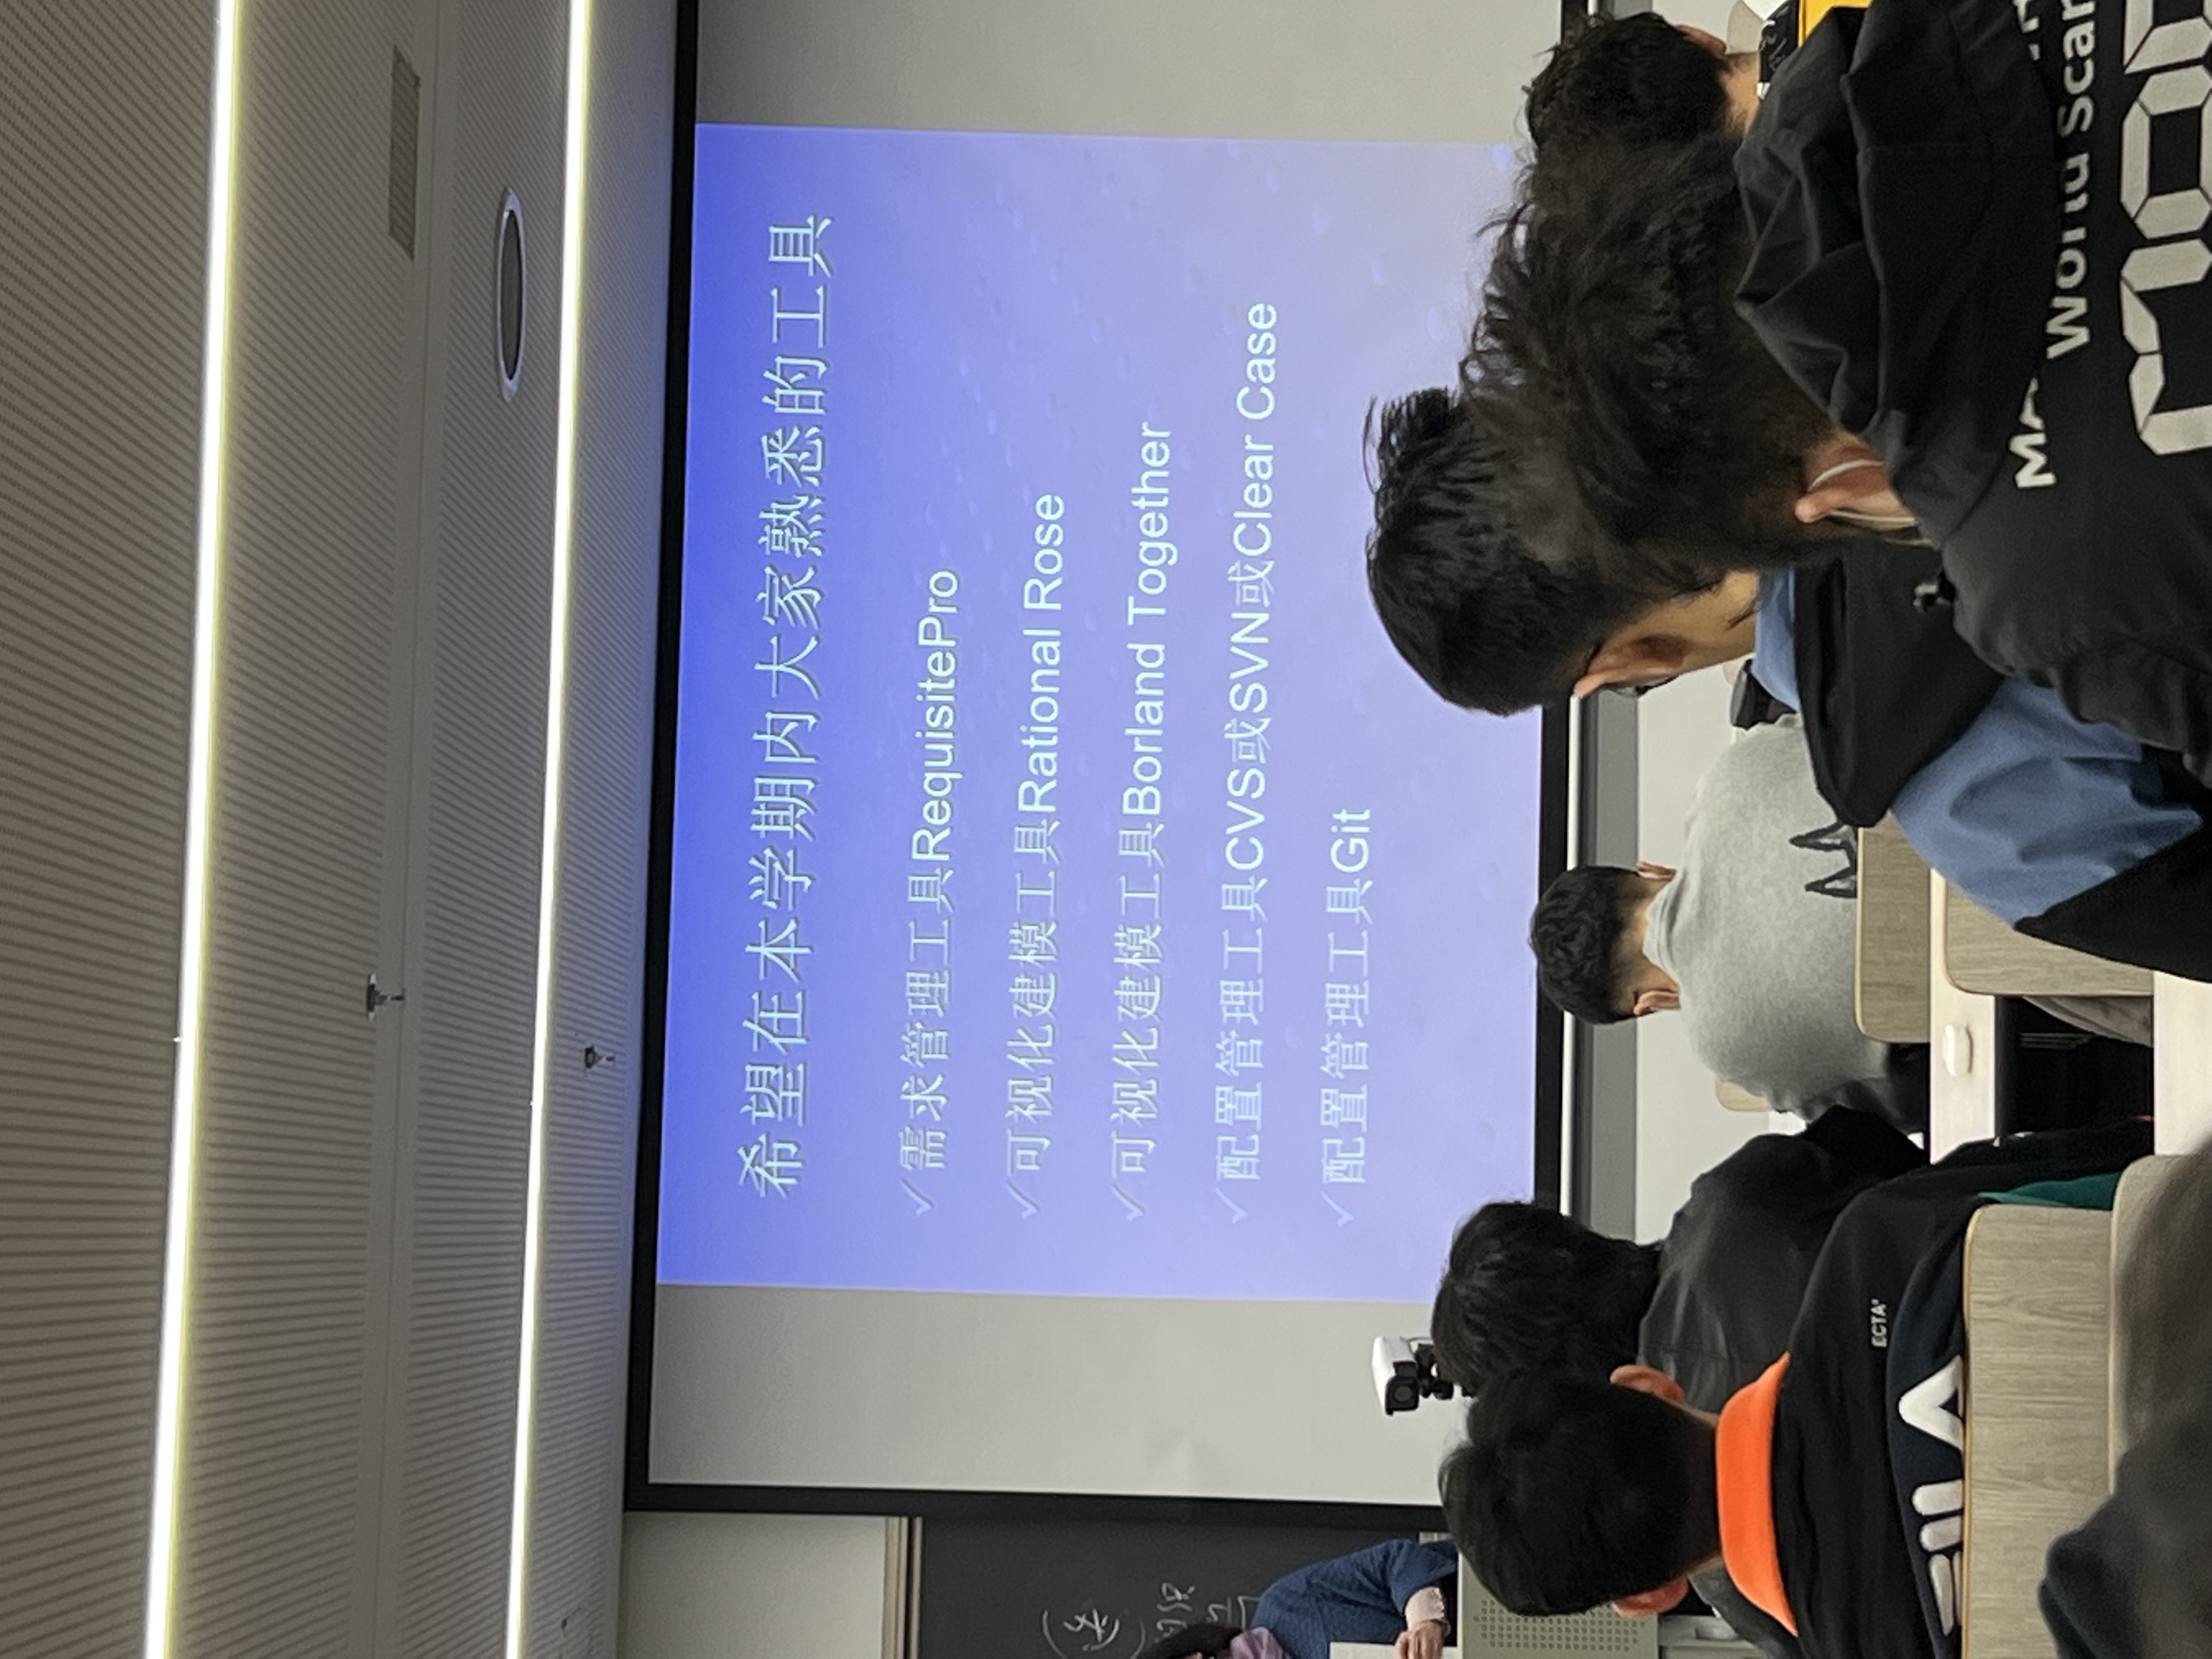 希望在本学期内大家熟悉的工具
✓需求管理工具RequisitePro
✓可视化建模工具Rational Rose
✓可视化建模工具Borland Together
✓配置管理工具CVS或SVN或Clear Case
✓配置管理工具Git
选
ECTA
FILA
World